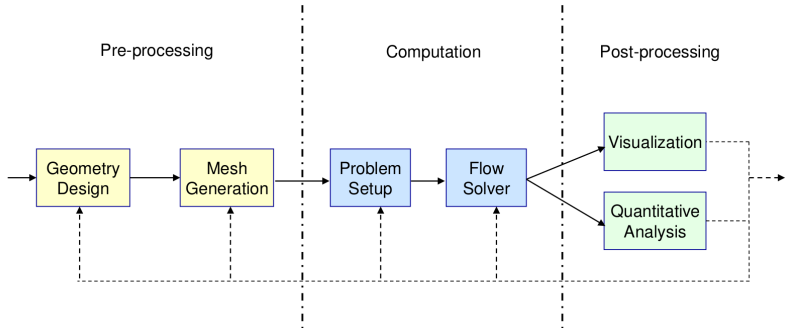 Pre-processing
Computation
Post-processing
Geometry
Design
Mesh
Generation
Problem
Setup
Flow
Solver
Visualization
Quantitative
Analysis